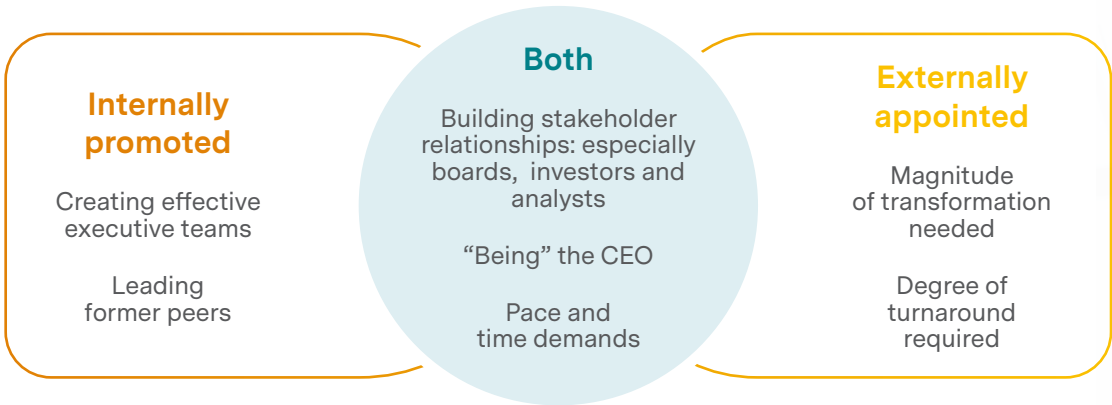 Internally
promoted
Creating effective
executive teams
Leading
former peers
Both
Building stakeholder
relationships: especially
boards, investors and
analysts
“Being” the CEO
Pace and
time demands
Externally
appointed
Magnitude
of transformation
needed
Degree of
turnaround
required